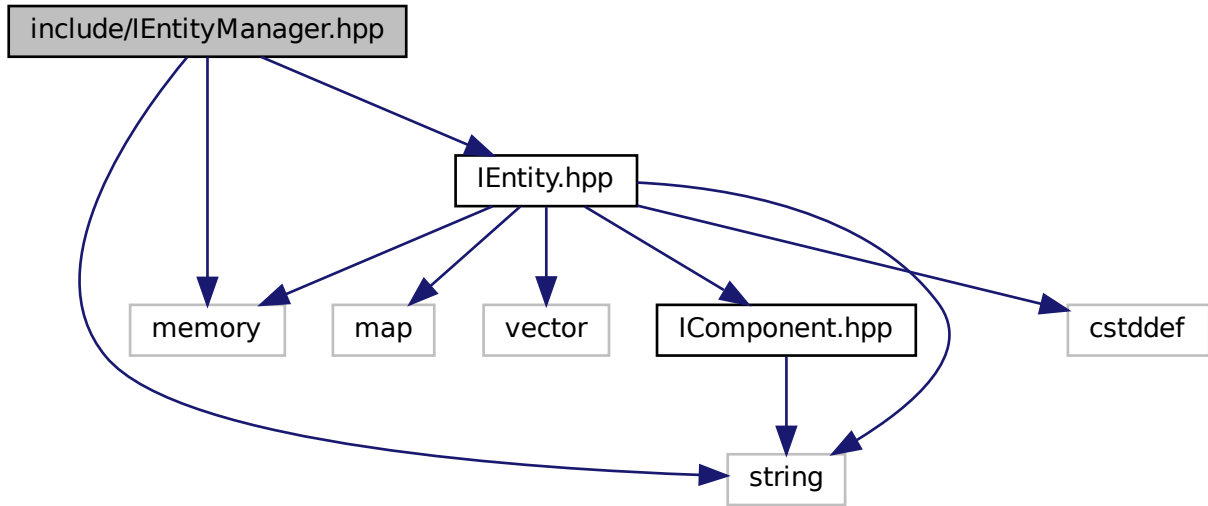 include/IEntityManager.hpp
IEntity.hpp
memory
map
vector
IComponent.hpp
cstddef
string